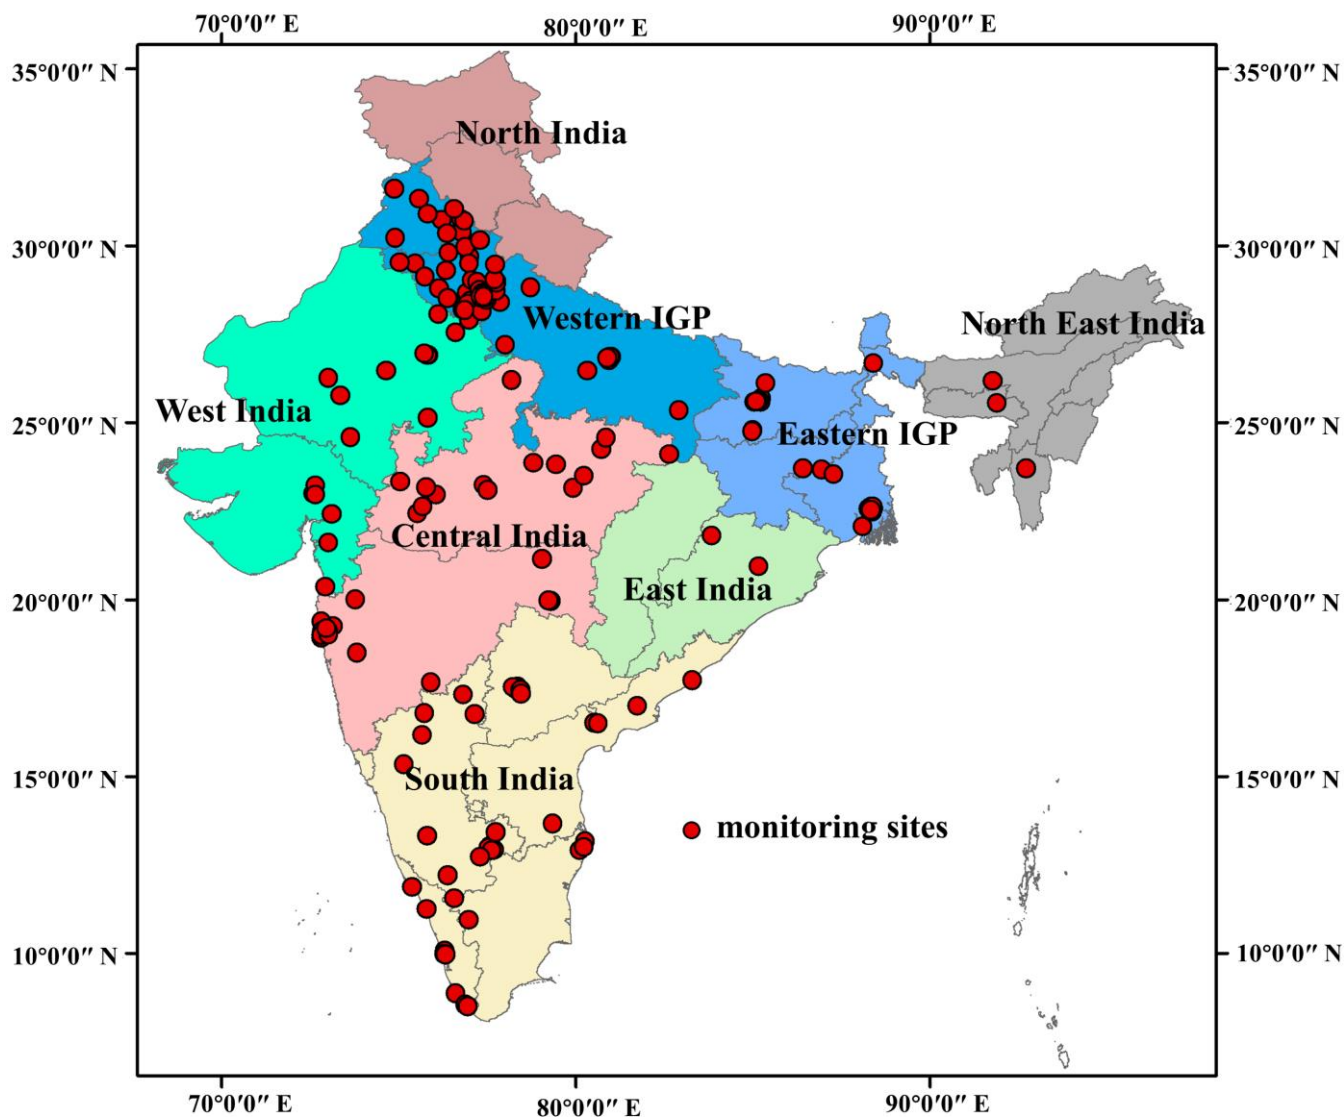 70°0′0″ E 80°0′0″ E 90°0′0″ E
35°0′0″ N 35°0′0″ N
North India
30°0′0″ N 30°0′0″ N
Western IGP North East India
West India
25°0′0″ N 25°0′0″ N
Eastern IGP
Central India
East India
20°0′0″ N 20°0′0″ N
15°0′0″ N 15°0′0″ N
South India
monitoring sites
10°0′0″ N 10°0′0″ N
70°0′0″ E 80°0′0″ E 90°0′0″ E